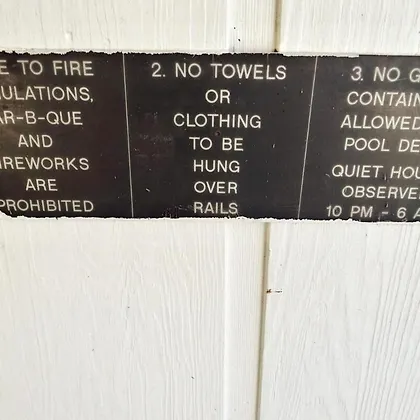 E TO FIRE
ULATIONS,
AR-B-QUE
AND
IREWORKS
ARE
PROHIBITED
2. NO TOWELS
OR
CLOTHING
TO BE
HUNG
OVER
RAILS
3. NO G
CONTAIN
ALLOWED
POOL DE
QUIET HOU
OBSERVE
10 PM - 6 A